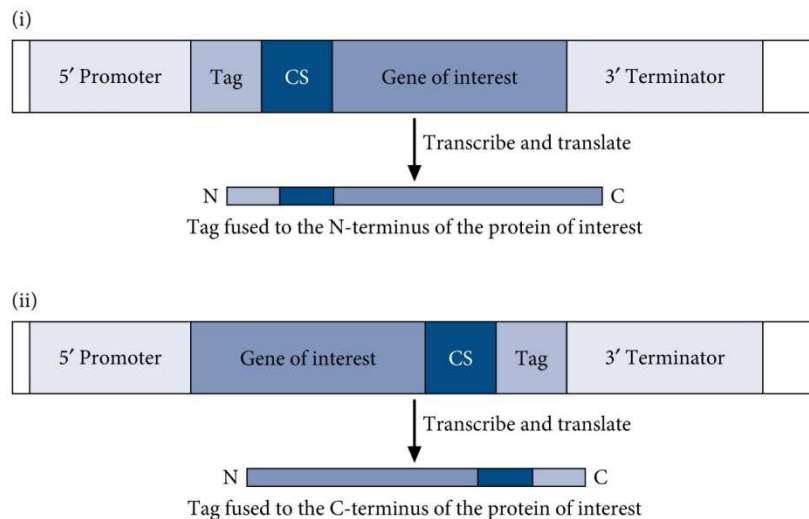 (i)
5′ Promoter Tag CS Gene of interest 3′ Terminator
Transcribe and translate
N C
Tag fused to the N-terminus of the protein of interest
(ii)
5′ Promoter Gene of interest CS Tag 3′ Terminator
Transcribe and translate
N C
Tag fused to the C-terminus of the protein of interest